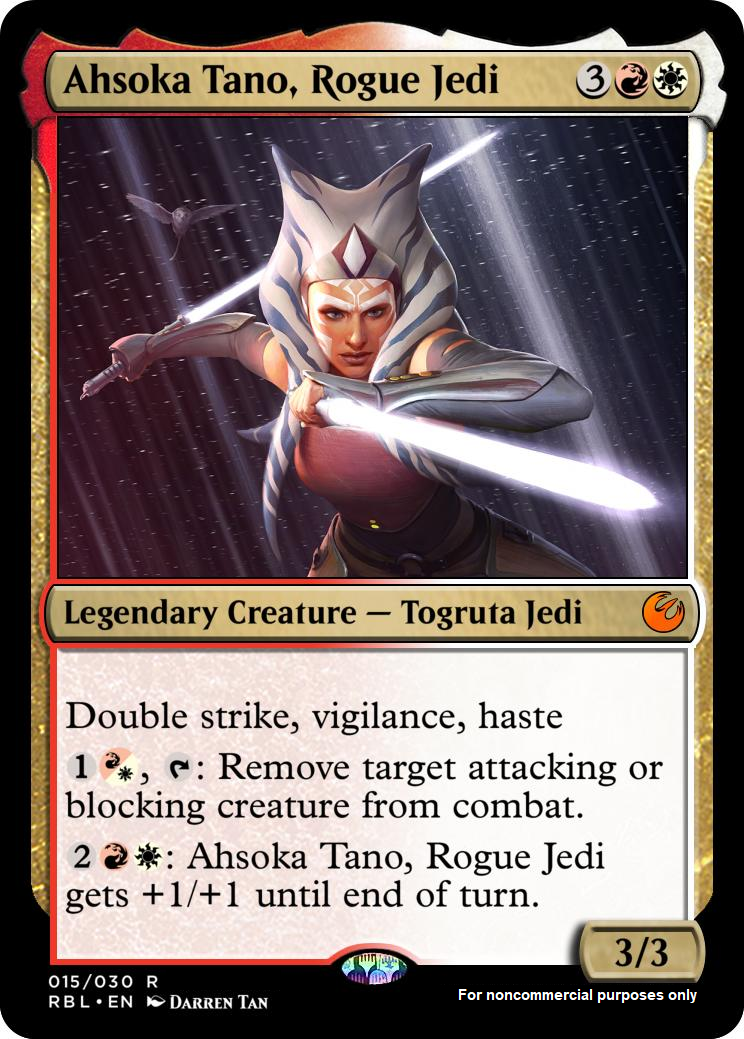 Ahsoka Tano, Rogue Jedi 3
Legendary Creature — Togruta Jedi
Double strike, vigilance, haste
1 , : Remove target attacking or
blocking creature from combat.
2 : Ahsoka Tano, Rogue Jedi
gets +1/+1 until end of turn.
3/3
015/030 R
RBL • EN DARREN TAN
For noncommercial purposes only